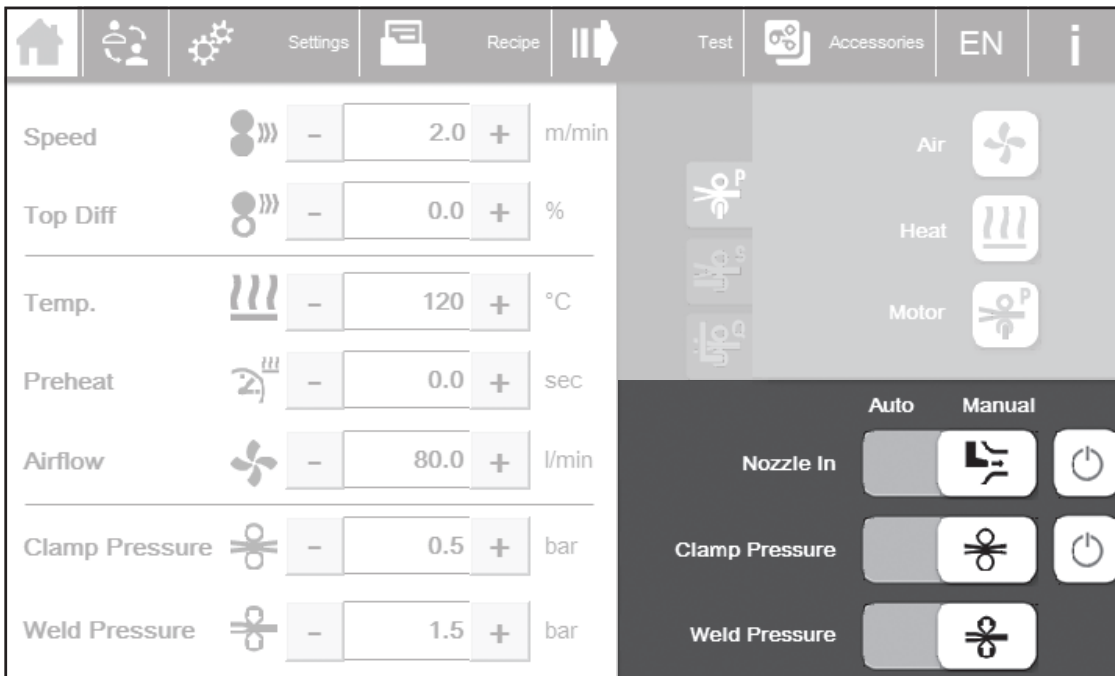 Settings Recipe Test Accessories EN i
Speed - 2.0 + m/min
Top Diff - 0.0 + %
Temp. - 120 + °C
Preheat - 0.0 + sec
Airflow - 80.0 + l/min
Clamp Pressure - 0.5 + bar
Weld Pressure - 1.5 + bar
P
S
Q
Air
Heat
Motor P
Auto Manual
Nozzle In
Clamp Pressure
Weld Pressure